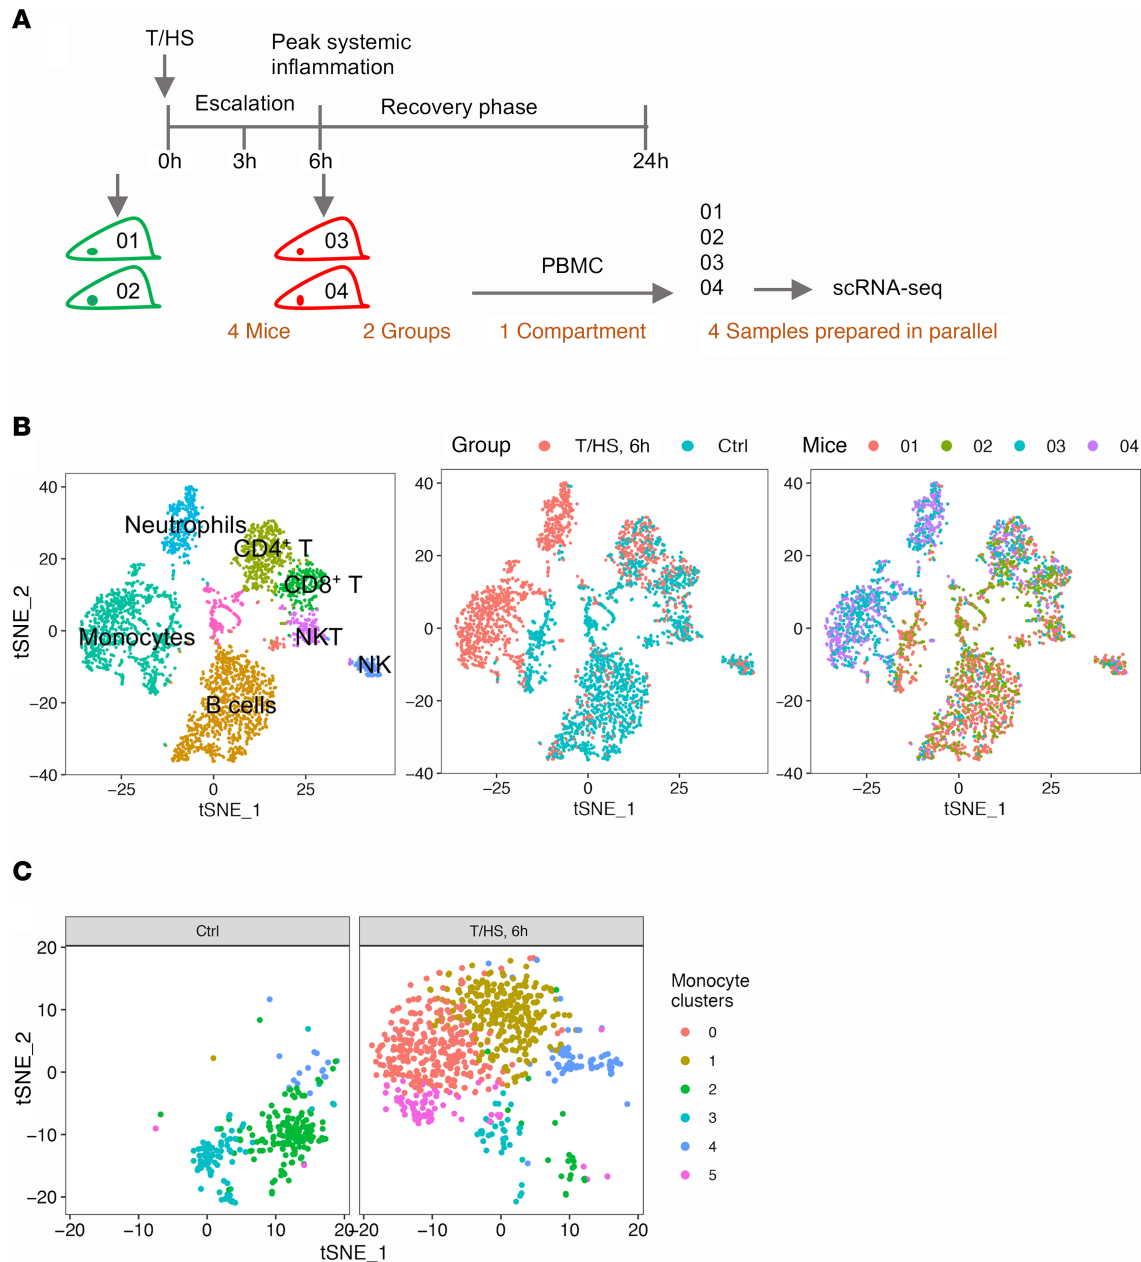 A
T/HS
Peak systemic
inflammation
Escalation
Recovery phase
0h
3h
6h
24h
01
02
03
04
PBMC
01
02
03
04
scRNA-seq
4 Mice
2 Groups
1 Compartment
4 Samples prepared in parallel
B
Group T/HS, 6h Ctrl
Mice 01 02 03 04
40
20
0
−20
−40
tSNE_2
Neutrophils
CD4+ T
CD8+ T
Monocytes
NKT
NK
B cells
−25 0 25
tSNE_1
40
20
0
−20
−40
−25 0 25
tSNE_1
40
20
0
−20
−40
−25 0 25
tSNE_1
C
Ctrl
T/HS, 6h
20
10
0
−10
−20
tSNE_2
−20 −10 0 10 20
−20 −10 0 10 20
tSNE_1
Monocyte
clusters
0
1
2
3
4
5